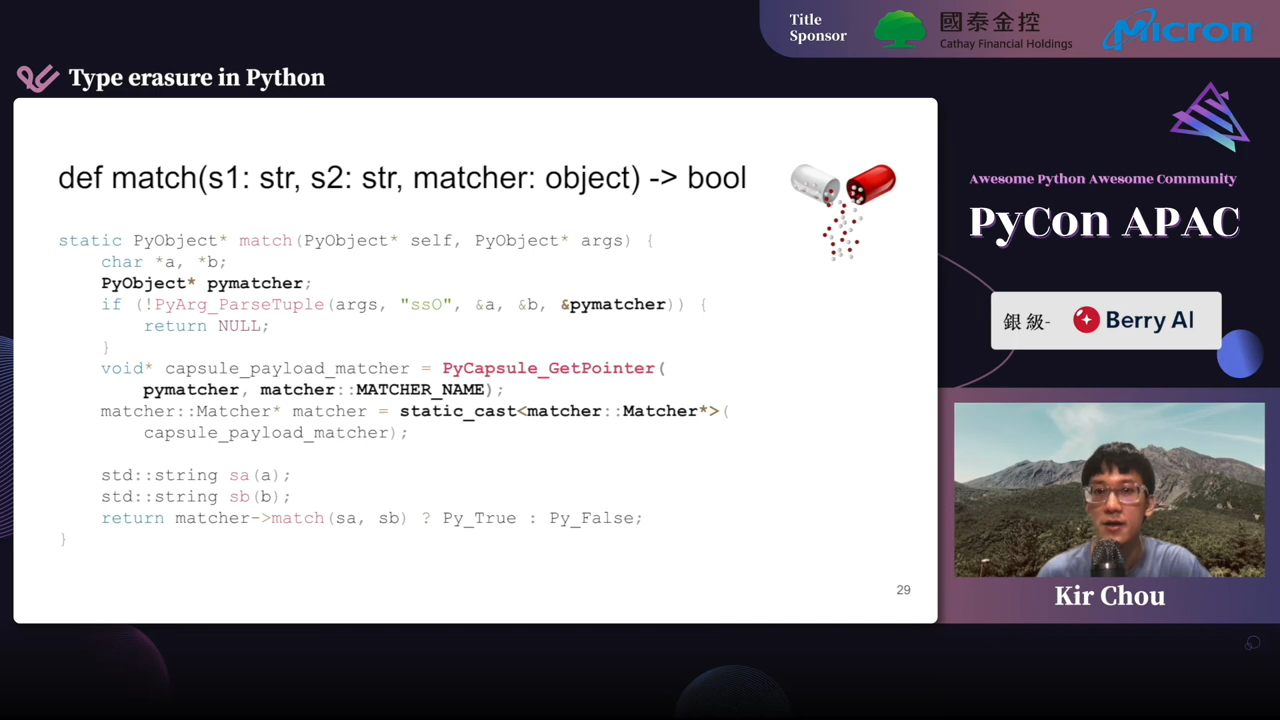 Title
Sponsor
國泰金控
Cathay Financial Holdings
Micron
Type erasure in Python
def match(s1: str, s2: str, matcher: object) -> bool
static PyObject* match(PyObject* self, PyObject* args) {
    char *a, *b;
    PyObject* pymatcher;
    if (!PyArg_ParseTuple(args, "ssO", &a, &b, &pymatcher)) {
        return NULL;
    }
    void* capsule_payload_matcher = PyCapsule_GetPointer(
        pymatcher, matcher::MATCHER_NAME);
    matcher::Matcher* matcher = static_cast<matcher::Matcher*>(
        capsule_payload_matcher);
    std::string sa(a);
    std::string sb(b);
    return matcher->match(sa, sb) ? Py_True : Py_False;
}
29
Awesome Python Awesome Community
PyCon APAC
銀級-
Berry AI
Kir Chou